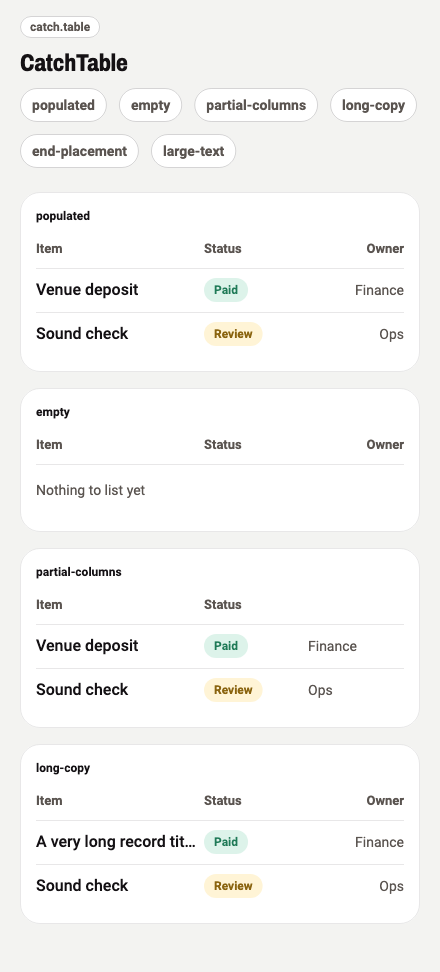 catch.table
CatchTable
populated empty partial-columns long-copy
end-placement large-text
populated
Item Status Owner
Venue deposit Paid Finance
Sound check Review Ops
empty
Item Status Owner
Nothing to list yet
partial-columns
Item Status
Venue deposit Paid Finance
Sound check Review Ops
long-copy
Item Status Owner
A very long record tit... Paid Finance
Sound check Review Ops